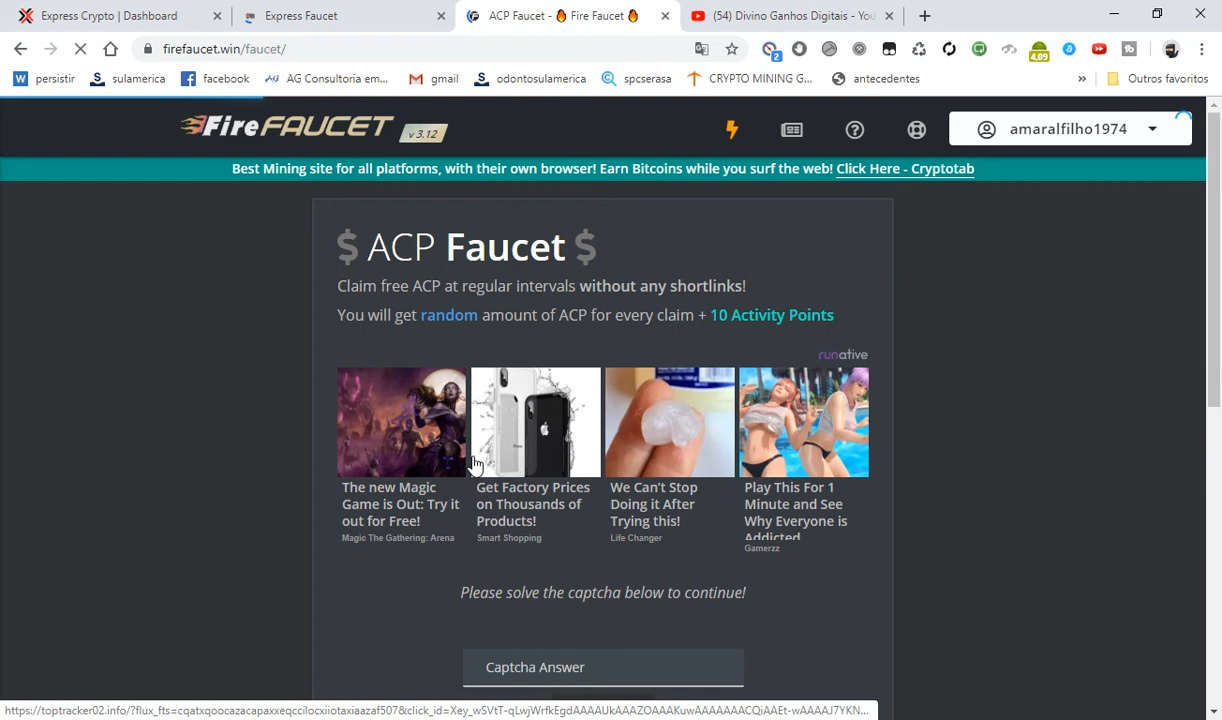 Express Crypto | Dashboard
Express Faucet
ACP Faucet - 🔥 Fire Faucet 🔥
(54) Divino Ganhos Digitais - You
firefaucet.win/faucet/
2
4,09
persistir
sulamerica
facebook
AG Consultoria em...
gmail
odontosulamerica
spcserasa
CRYPTO MINING G...
antecedentes
»
Outros favoritos
Fire FAUCET v 3.12
amaralfilho1974
Best Mining site for all platforms, with their own browser! Earn Bitcoins while you surf the web! Click Here - Cryptotab
$ ACP Faucet $
Claim free ACP at regular intervals without any shortlinks!
You will get random amount of ACP for every claim + 10 Activity Points
runative
The new Magic
Game is Out: Try it
out for Free!
Magic The Gathering: Arena
Get Factory Prices
on Thousands of
Products!
Smart Shopping
We Can't Stop
Doing it After
Trying this!
Life Changer
Play This For 1
Minute and See
Why Everyone is
Addicted
Gamerzz
Please solve the captcha below to continue!
Captcha Answer